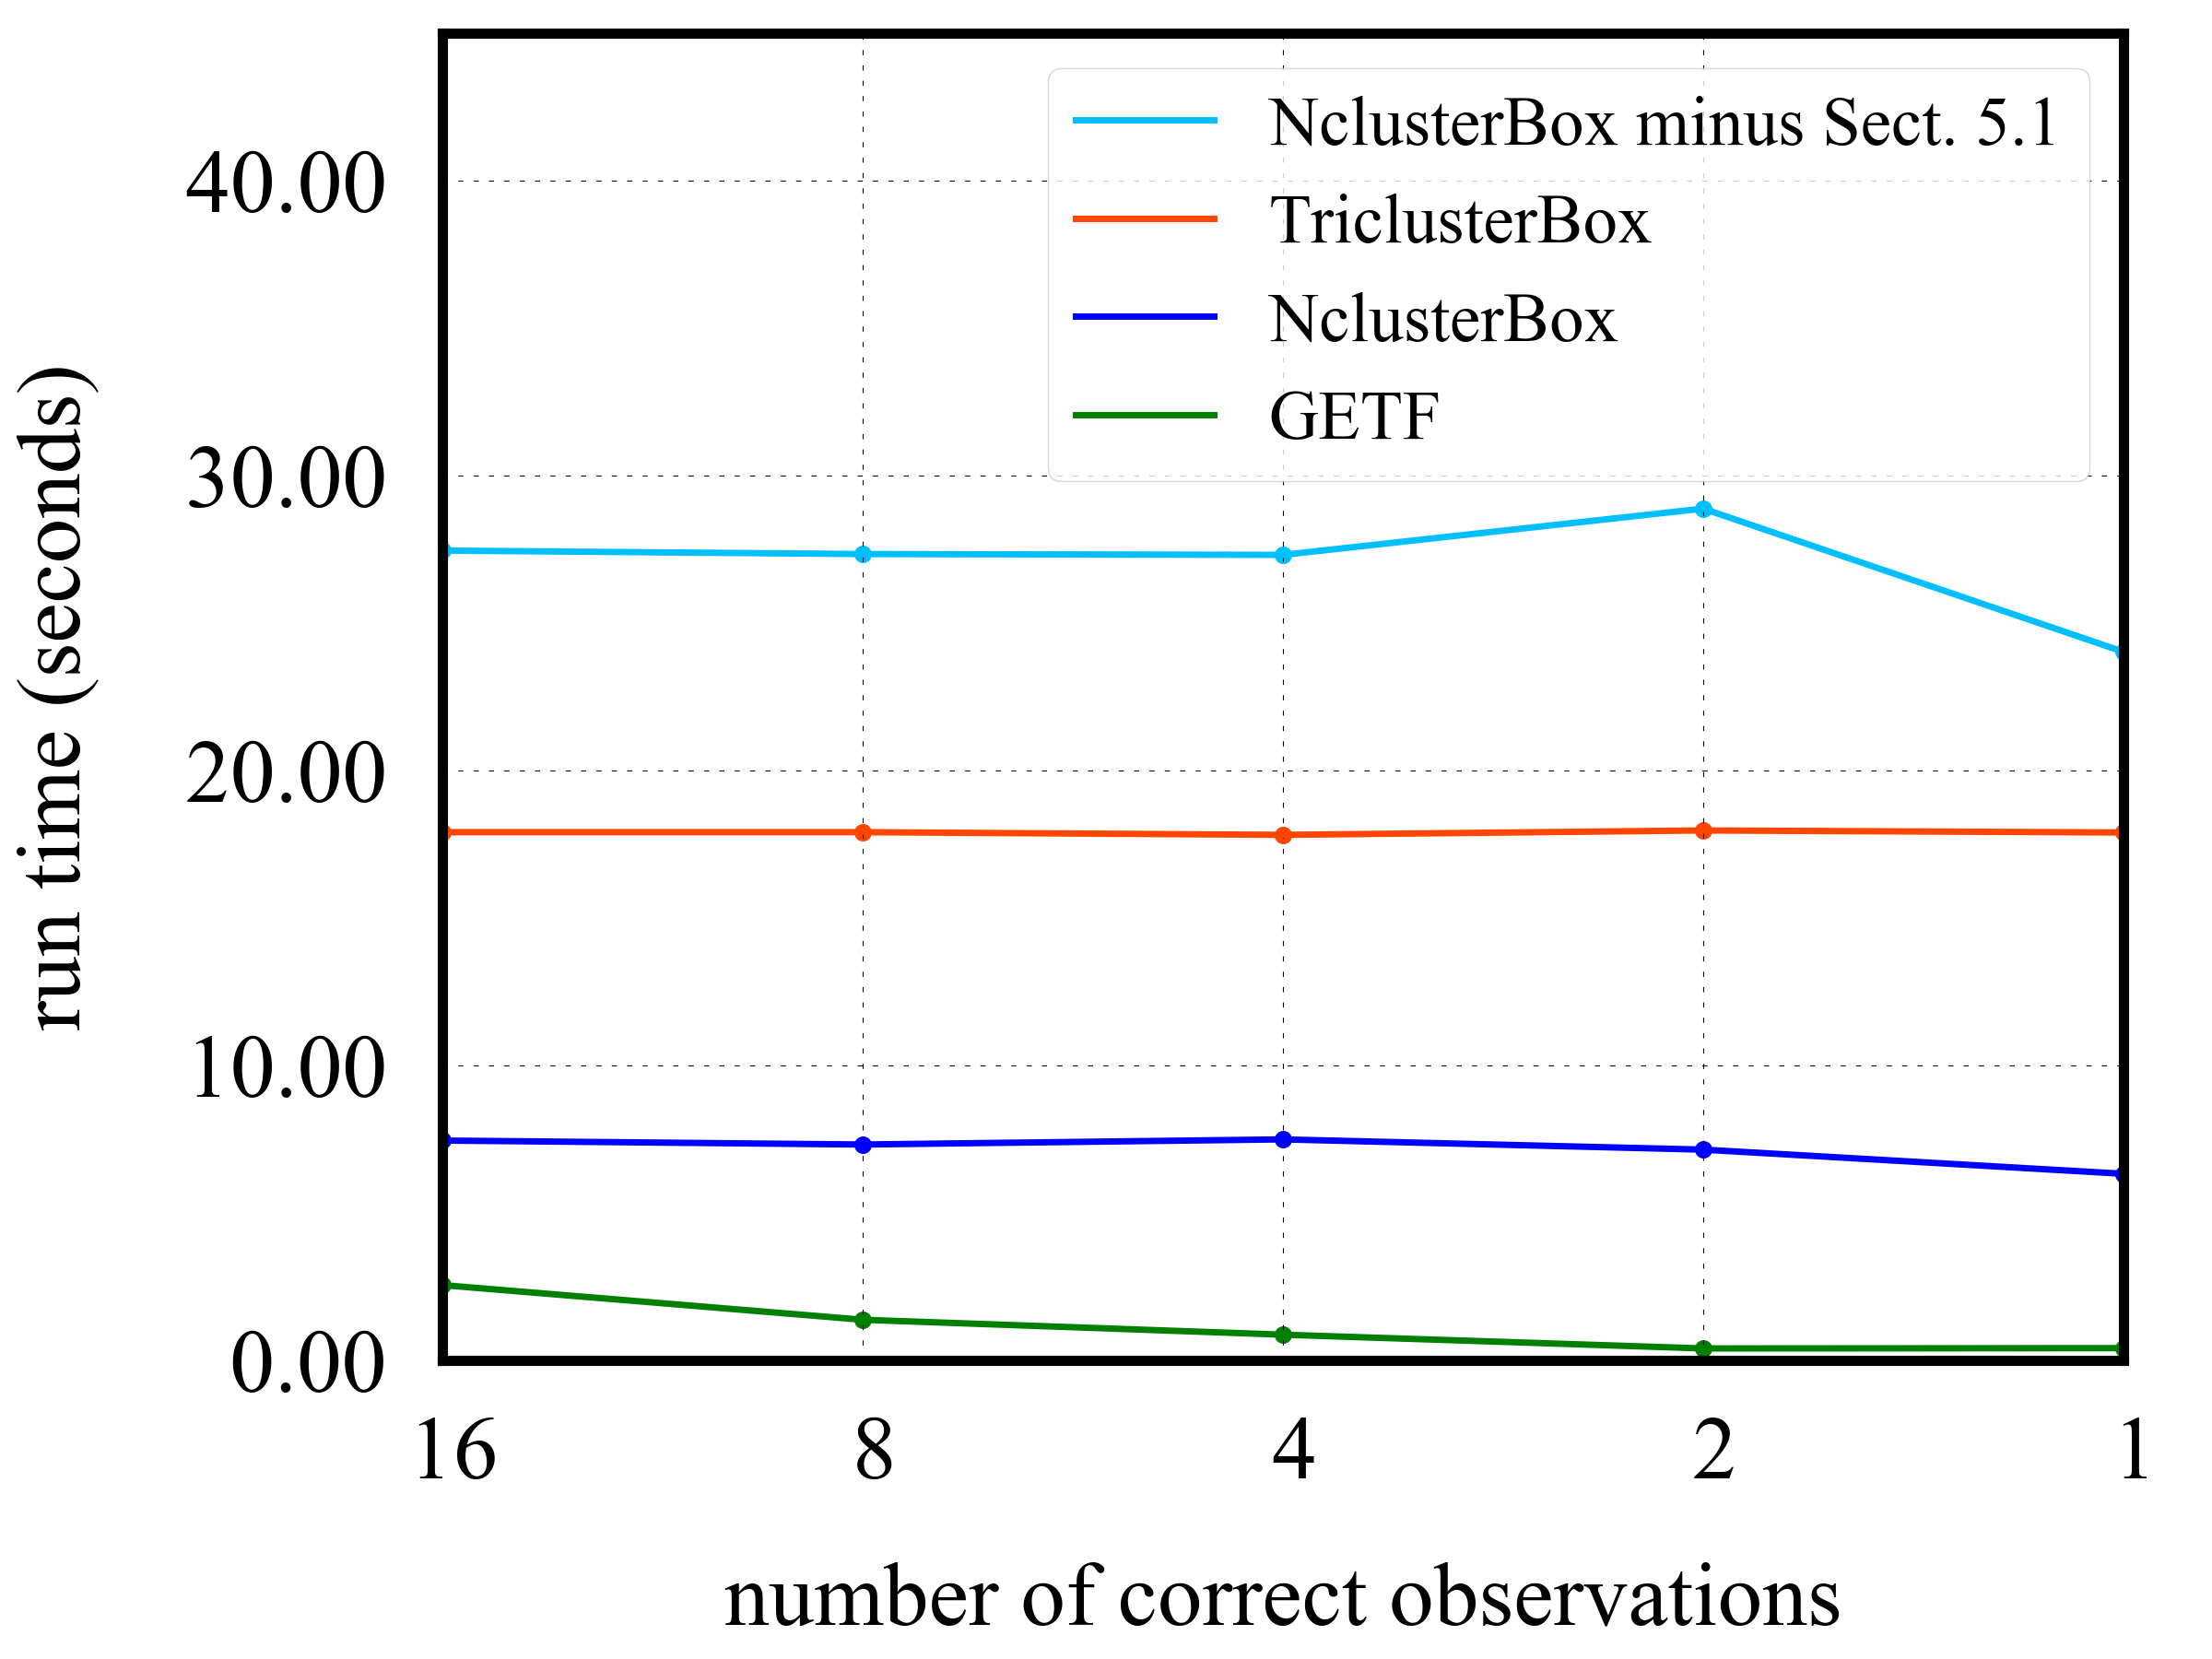 NclusterBox minus Sect. 5.1
TriclusterBox
NclusterBox
GETF
run time (seconds)
40.00
30.00
20.00
10.00
0.00
16 8 4 2 1
number of correct observations